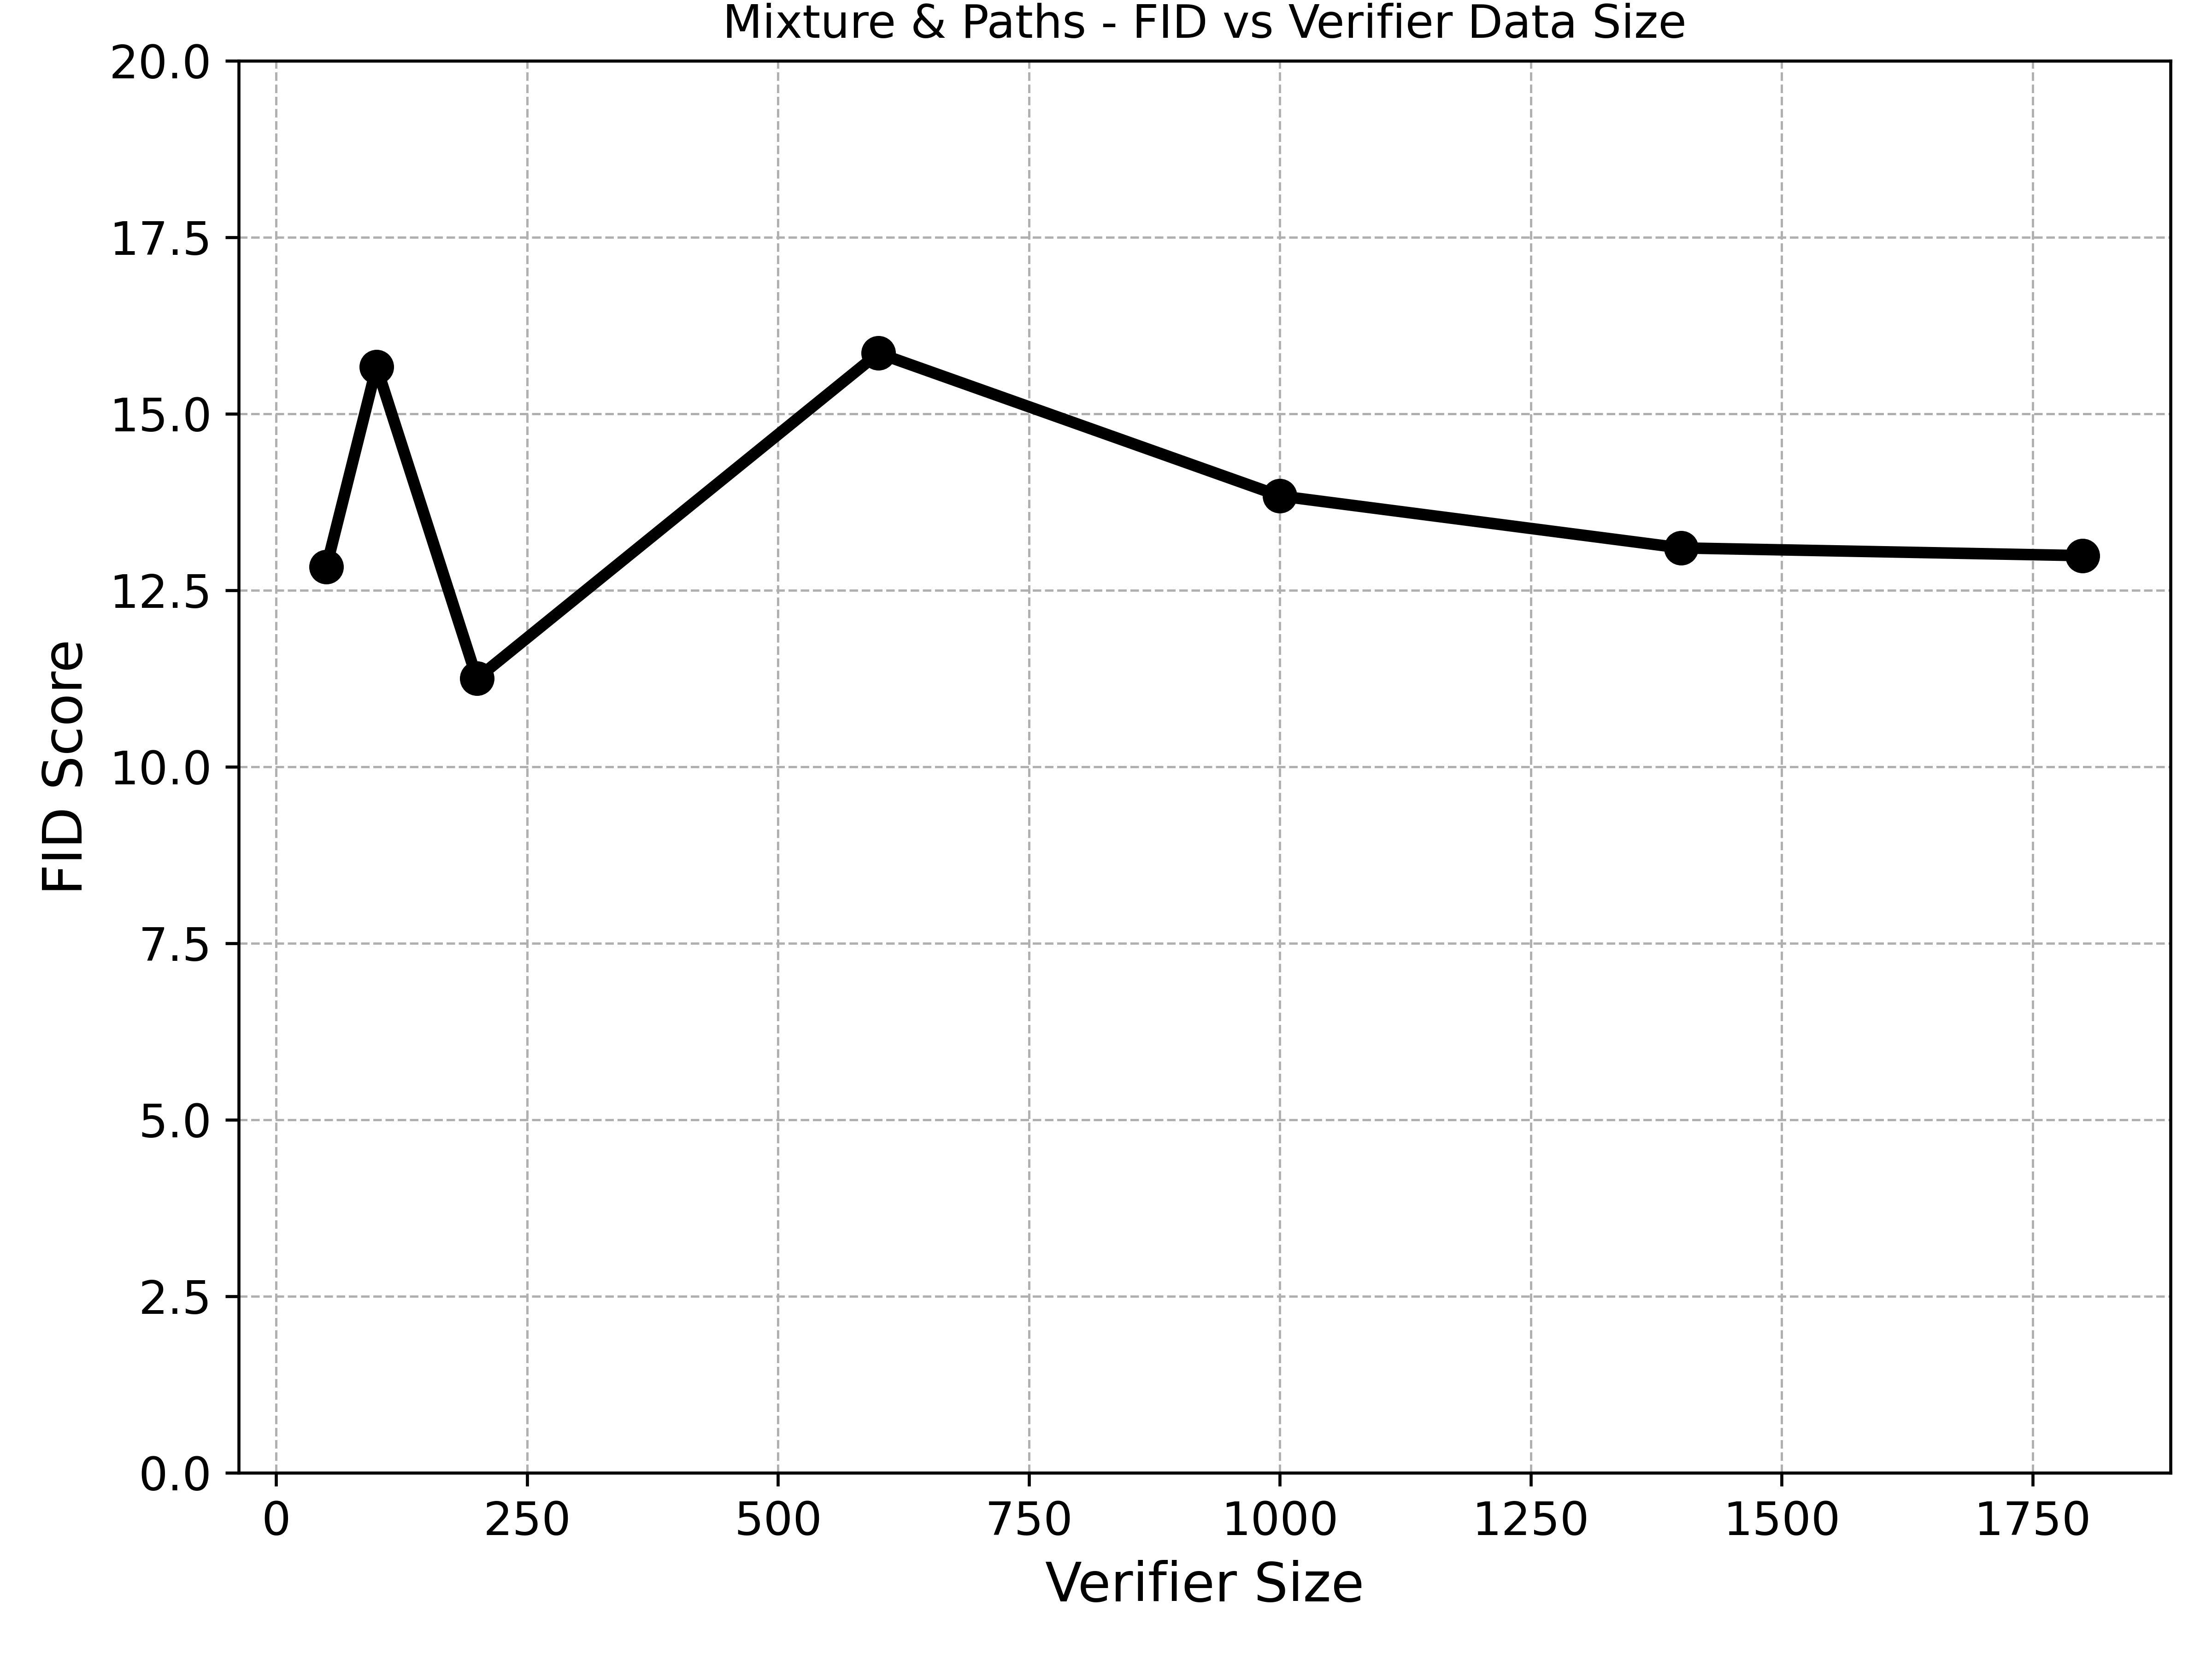 Mixture & Paths - FID vs Verifier Data Size
20.0
17.5
15.0
12.5
10.0
7.5
5.0
2.5
0.0
FID Score
0 250 500 750 1000 1250 1500 1750
Verifier Size